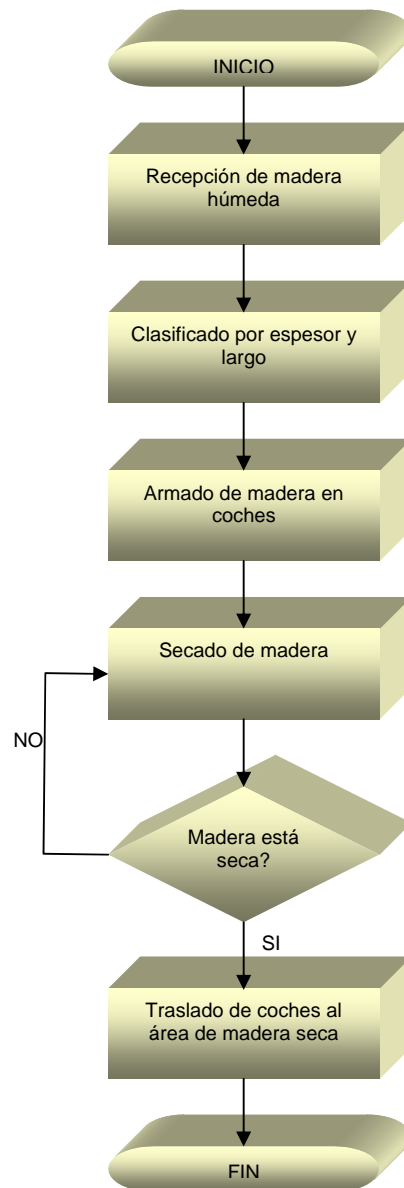 INICIO
Recepción de madera
húmeda
Clasificado por espesor y
largo
Armado de madera en
coches
Secado de madera
NO
Madera está
seca?
SI
Traslado de coches al
área de madera seca
FIN